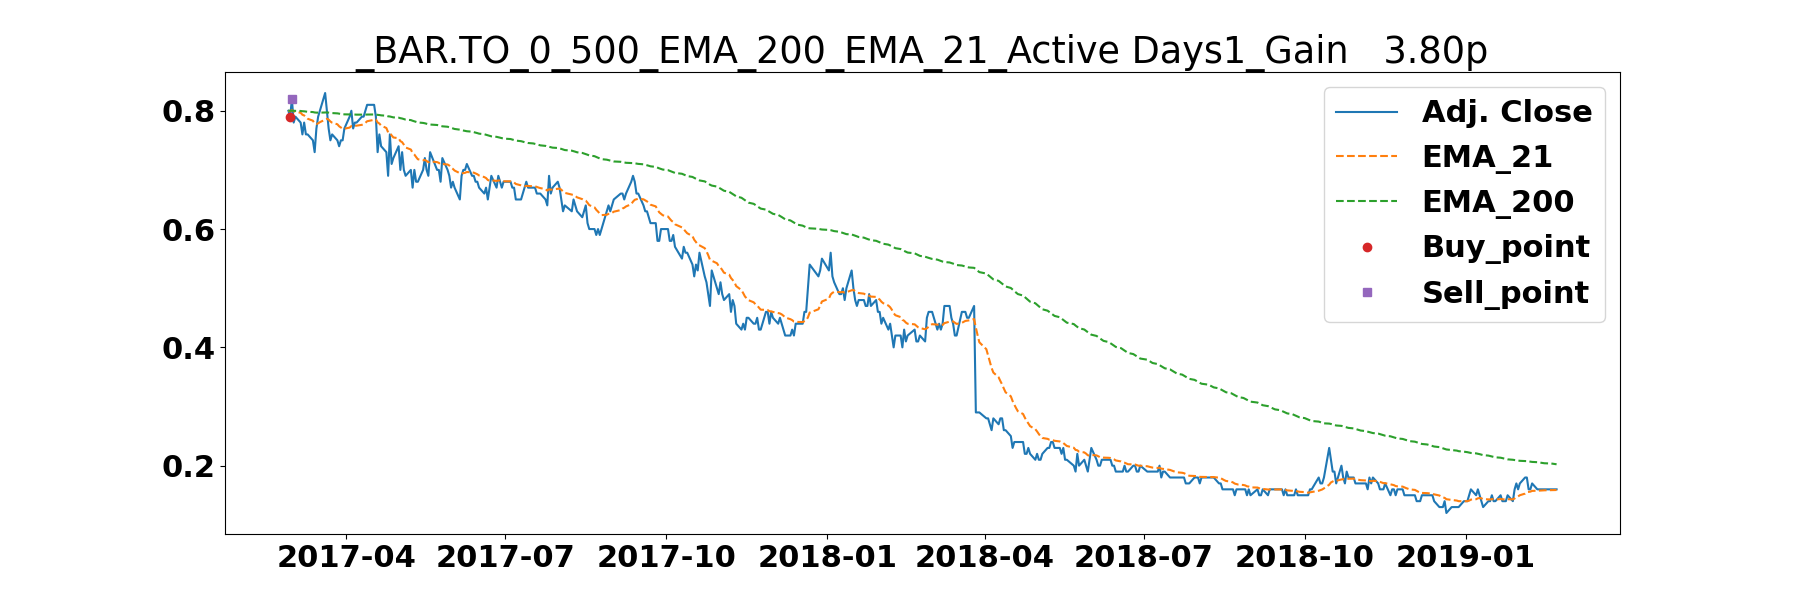 _BAR.TO_0_500_EMA_200_EMA_21_Active Days1_Gain   3.80p
0.8
0.6
0.4
0.2
2017-04 2017-07 2017-10 2018-01 2018-04 2018-07 2018-10 2019-01
Adj. Close
EMA_21
EMA_200
Buy_point
Sell_point